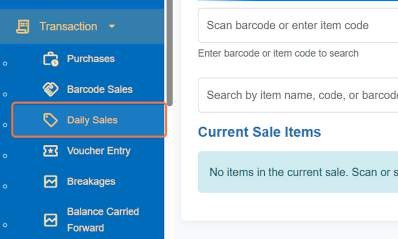 Transaction
Purchases
Barcode Sales
Daily Sales
Voucher Entry
Breakages
Balance Carried
Forward
Scan barcode or enter item code
Enter barcode or item code to search
Search by item name, code, or barcode
Current Sale Items
No items in the current sale. Scan or s